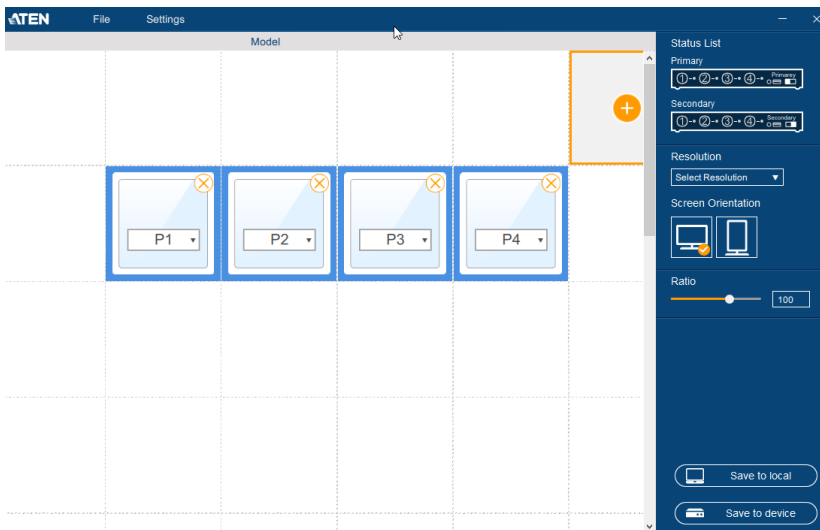 ATEN File Settings
Model
P1 P2 P3 P4
Status List
Primary
① ② ③ ④ Primarsy
Secondary
① ② ③ ④ Secondary
Resolution
Select Resolution
Screen Orientation
Ratio
100
Save to local
Save to device